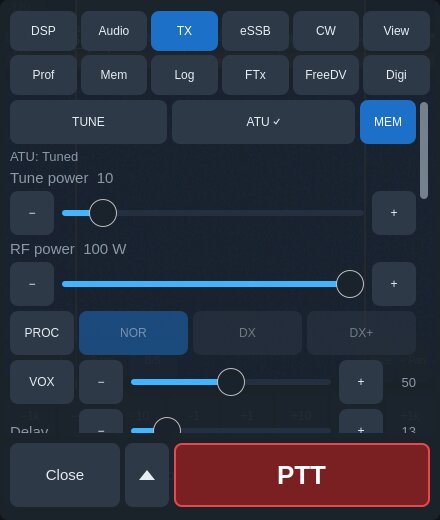 DSP Audio TX eSSB CW View
Prof Mem Log FTx FreeDV Digi
TUNE ATU ✓ MEM
ATU: Tuned
Tune power 10
− +
RF power 100 W
− +
PROC NOR DX DX+
VOX − + 50
Delay − + 13
Close PTT